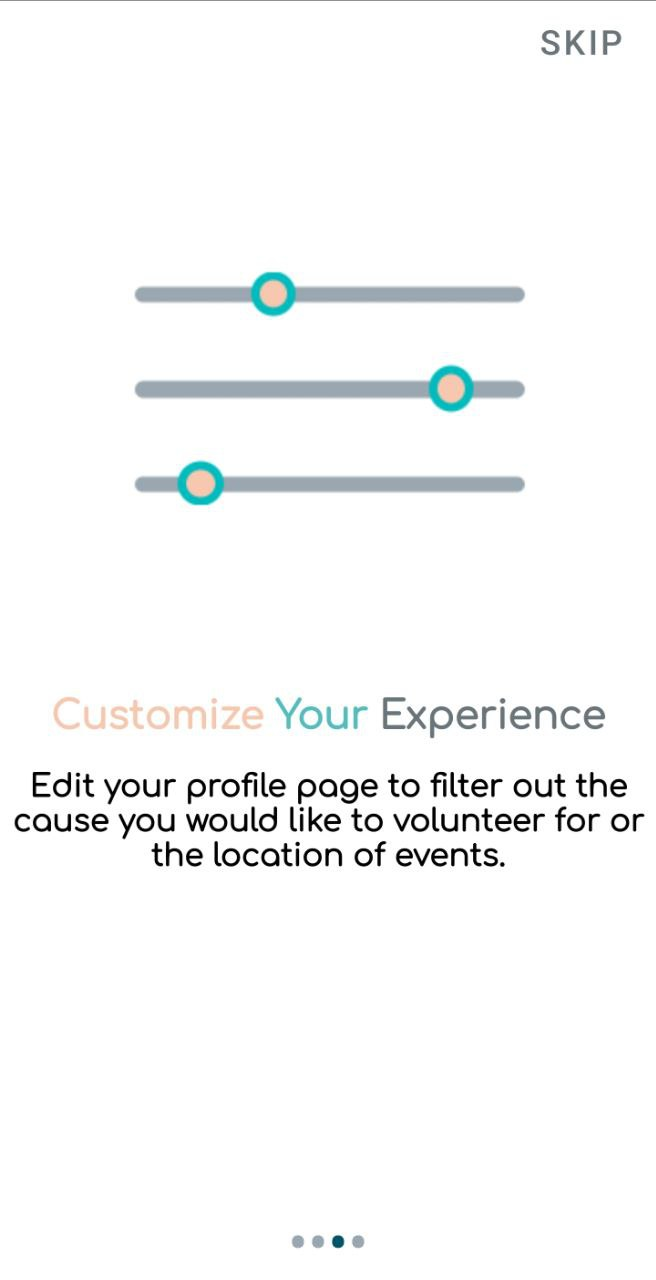 SKIP
Customize Your Experience
Edit your profile page to filter out the
cause you would like to volunteer for or
the location of events.